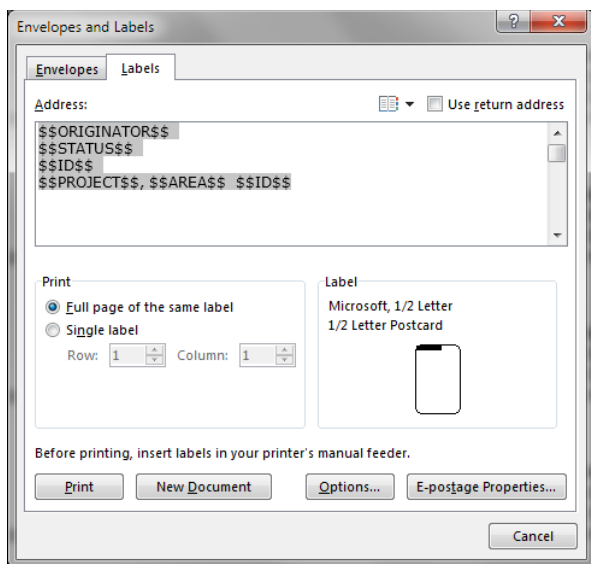 Envelopes and Labels
Envelopes
Labels
Address:
Use return address
$$ORIGINATOR$$
$$STATUS$$
$$ID$$
$$PROJECT$$, $$AREA$$ $$ID$$
Print
Full page of the same label
Single label
Row: 1 Column: 1
Label
Microsoft, 1/2 Letter
1/2 Letter Postcard
Before printing, insert labels in your printer's manual feeder.
Print
New Document
Options...
E-postage Properties...
Cancel